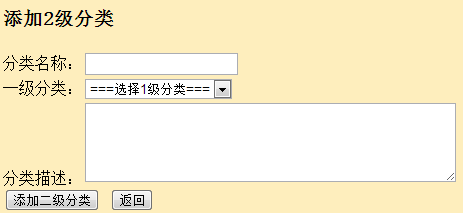 添加2级分类
分类名称：
一级分类： ===选择1级分类===
分类描述：
添加二级分类 返回